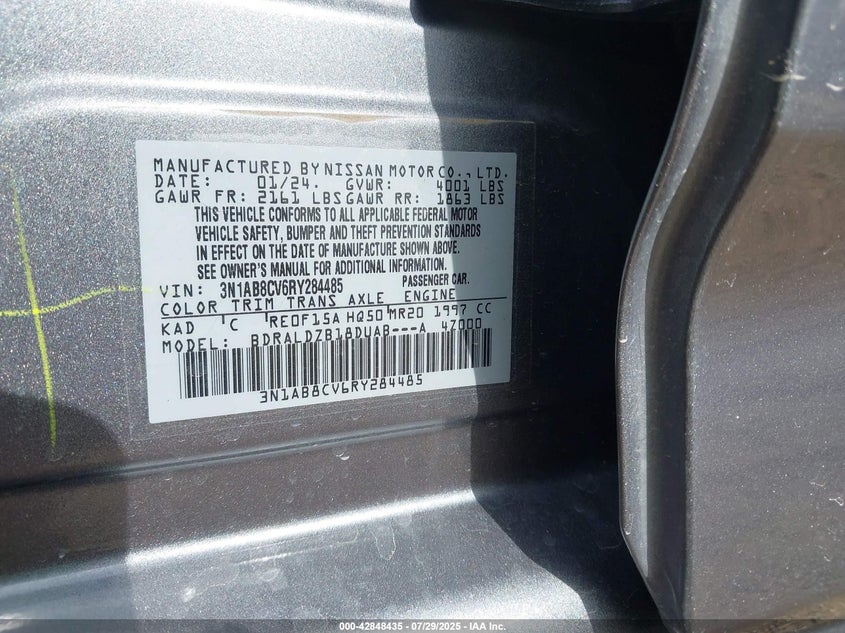 MANUFACTURED BY NISSAN MOTOR CO., LTD.
DATE: 01/24. GVWR: 4001 LBS
GAWR FR: 2161 LBS GAWR RR: 1863 LBS
THIS VEHICLE CONFORMS TO ALL APPLICABLE FEDERAL MOTOR
VEHICLE SAFETY, BUMPER AND THEFT PREVENTION STANDARDS
IN EFFECT ON THE DATE OF MANUFACTURE SHOWN ABOVE.
SEE OWNER'S MANUAL FOR ADDITIONAL INFORMATION.
VIN: 3N1AB8CV6RY284485 PASSENGER CAR.
COLOR TRIM TRANS AXLE ENGINE
KAD C RE0F15A HQ50 MR20 1997 CC
MODEL: BDRALDZB18DUAB---A 47000
3N1AB8CV6RY284485
000-42848435 - 07/29/2025 - IAA Inc.